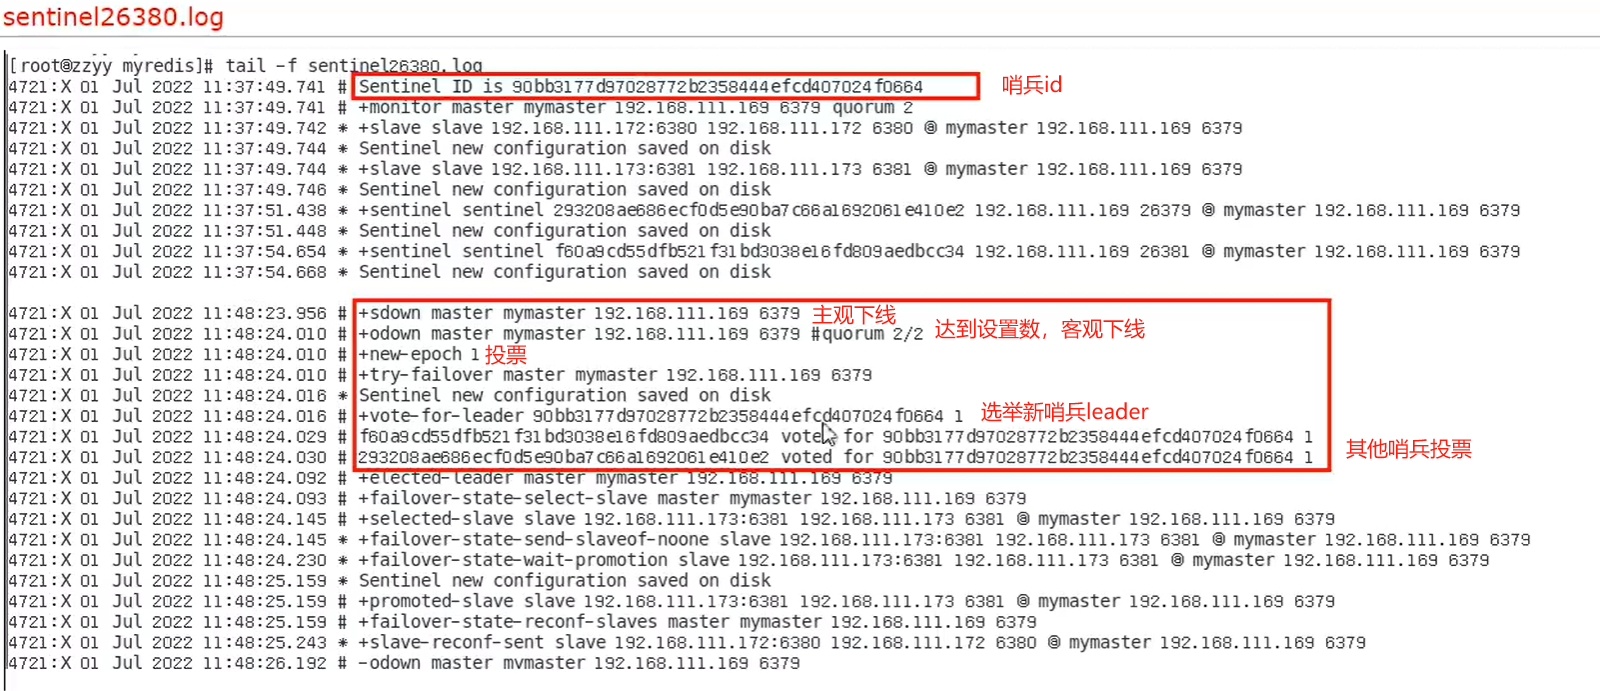 sentinel26380.log
[root@zzyy myredis]# tail -f sentinel26380.log
4721:X 01 Jul 2022 11:37:49.741 # Sentinel ID is 90bb3177d97028772b2358444efcd407024f0664 哨兵id
4721:X 01 Jul 2022 11:37:49.741 # +monitor master mymaster 192.168.111.169 6379 quorum 2
4721:X 01 Jul 2022 11:37:49.742 * +slave slave 192.168.111.172:6380 192.168.111.172 6380 @ mymaster 192.168.111.169 6379
4721:X 01 Jul 2022 11:37:49.744 * Sentinel new configuration saved on disk
4721:X 01 Jul 2022 11:37:49.744 * +slave slave 192.168.111.173:6381 192.168.111.173 6381 @ mymaster 192.168.111.169 6379
4721:X 01 Jul 2022 11:37:49.746 * Sentinel new configuration saved on disk
4721:X 01 Jul 2022 11:37:51.438 * +sentinel sentinel 293208ae686ecf0d5e90ba7c66a1692061e410e2 192.168.111.169 26379 @ mymaster 192.168.111.169 6379
4721:X 01 Jul 2022 11:37:51.448 * Sentinel new configuration saved on disk
4721:X 01 Jul 2022 11:37:54.654 * +sentinel sentinel f60a9cd55dfb521f31bd3038e16fd809aedbcc34 192.168.111.169 26381 @ mymaster 192.168.111.169 6379
4721:X 01 Jul 2022 11:37:54.668 * Sentinel new configuration saved on disk
4721:X 01 Jul 2022 11:48:23.956 # +sdown master mymaster 192.168.111.169 6379 主观下线
4721:X 01 Jul 2022 11:48:24.010 # +odown master mymaster 192.168.111.169 6379 #quorum 2/2 达到设置数，客观下线
4721:X 01 Jul 2022 11:48:24.010 # +new-epoch 1 投票
4721:X 01 Jul 2022 11:48:24.010 # +try-failover master mymaster 192.168.111.169 6379
4721:X 01 Jul 2022 11:48:24.016 * Sentinel new configuration saved on disk
4721:X 01 Jul 2022 11:48:24.016 # +vote-for-leader 90bb3177d97028772b2358444efcd407024f0664 1 选举新哨兵leader
4721:X 01 Jul 2022 11:48:24.029 # f60a9cd55dfb521f31bd3038e16fd809aedbcc34 voted for 90bb3177d97028772b2358444efcd407024f0664 1
4721:X 01 Jul 2022 11:48:24.030 # 293208ae686ecf0d5e90ba7c66a1692061e410e2 voted for 90bb3177d97028772b2358444efcd407024f0664 1 其他哨兵投票
4721:X 01 Jul 2022 11:48:24.092 # +elected-leader master mymaster 192.168.111.169 6379
4721:X 01 Jul 2022 11:48:24.093 # +failover-state-select-slave master mymaster 192.168.111.169 6379
4721:X 01 Jul 2022 11:48:24.145 # +selected-slave slave 192.168.111.173:6381 192.168.111.173 6381 @ mymaster 192.168.111.169 6379
4721:X 01 Jul 2022 11:48:24.145 * +failover-state-send-slaveof-noone slave 192.168.111.173:6381 192.168.111.173 6381 @ mymaster 192.168.111.169 6379
4721:X 01 Jul 2022 11:48:24.230 * +failover-state-wait-promotion slave 192.168.111.173:6381 192.168.111.173 6381 @ mymaster 192.168.111.169 6379
4721:X 01 Jul 2022 11:48:25.159 * Sentinel new configuration saved on disk
4721:X 01 Jul 2022 11:48:25.159 # +promoted-slave slave 192.168.111.173:6381 192.168.111.173 6381 @ mymaster 192.168.111.169 6379
4721:X 01 Jul 2022 11:48:25.159 # +failover-state-reconf-slaves master mymaster 192.168.111.169 6379
4721:X 01 Jul 2022 11:48:25.243 * +slave-reconf-sent slave 192.168.111.172:6380 192.168.111.172 6380 @ mymaster 192.168.111.169 6379
4721:X 01 Jul 2022 11:48:26.192 # -odown master mymaster 192.168.111.169 6379